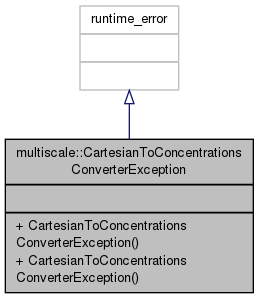 runtime_error
multiscale::CartesianToConcentrations
ConverterException
+ CartesianToConcentrations
ConverterException()
+ CartesianToConcentrations
ConverterException()